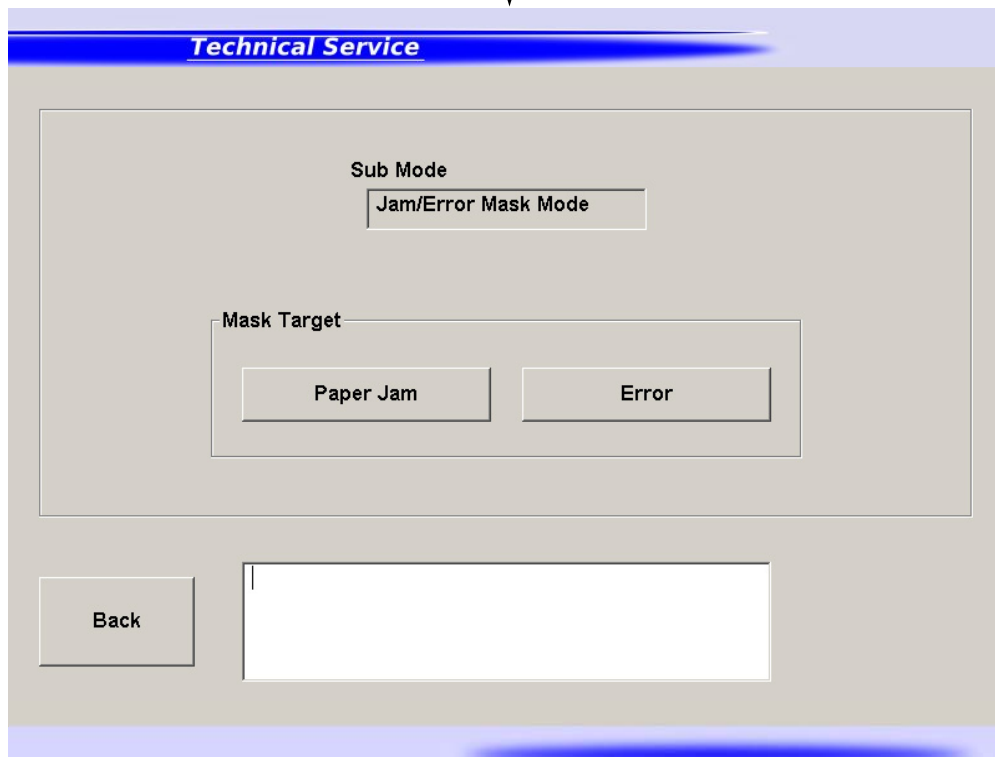 Technical Service
Sub Mode
Jam/Error Mask Mode
Mask Target
Paper Jam
Error
Back